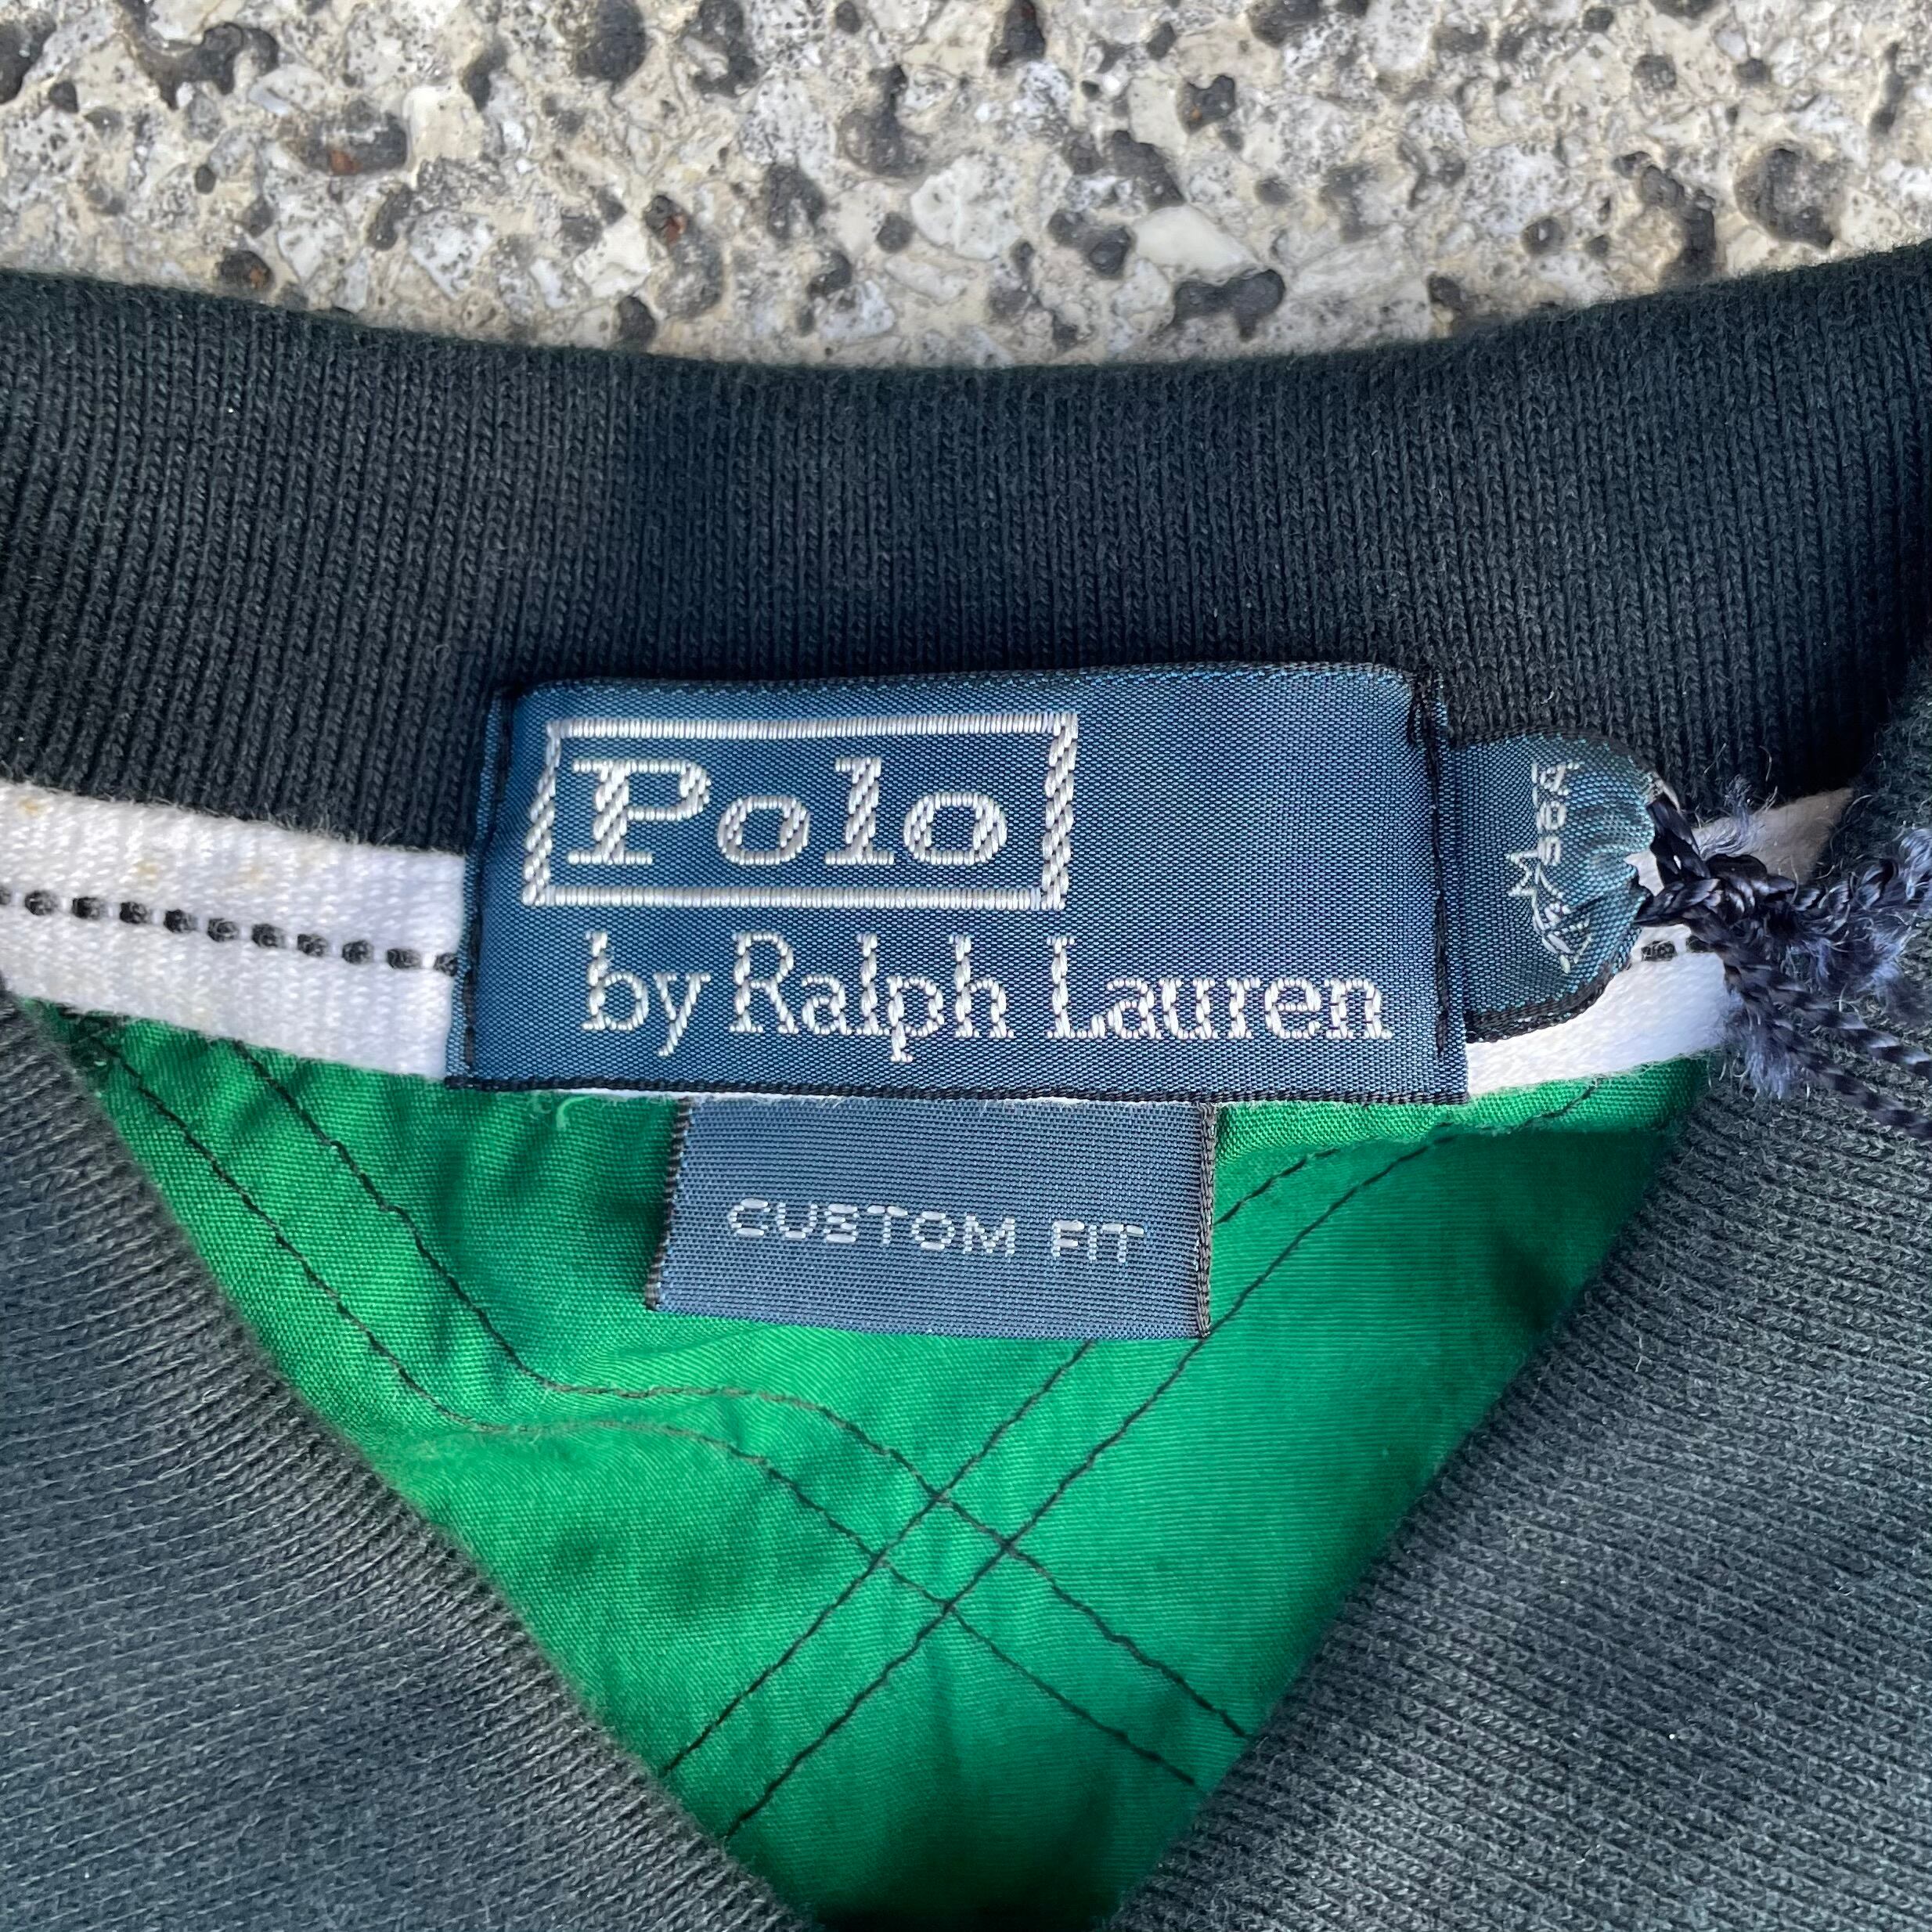 Polo
by Ralph Lauren
M
CUSTOM FIT